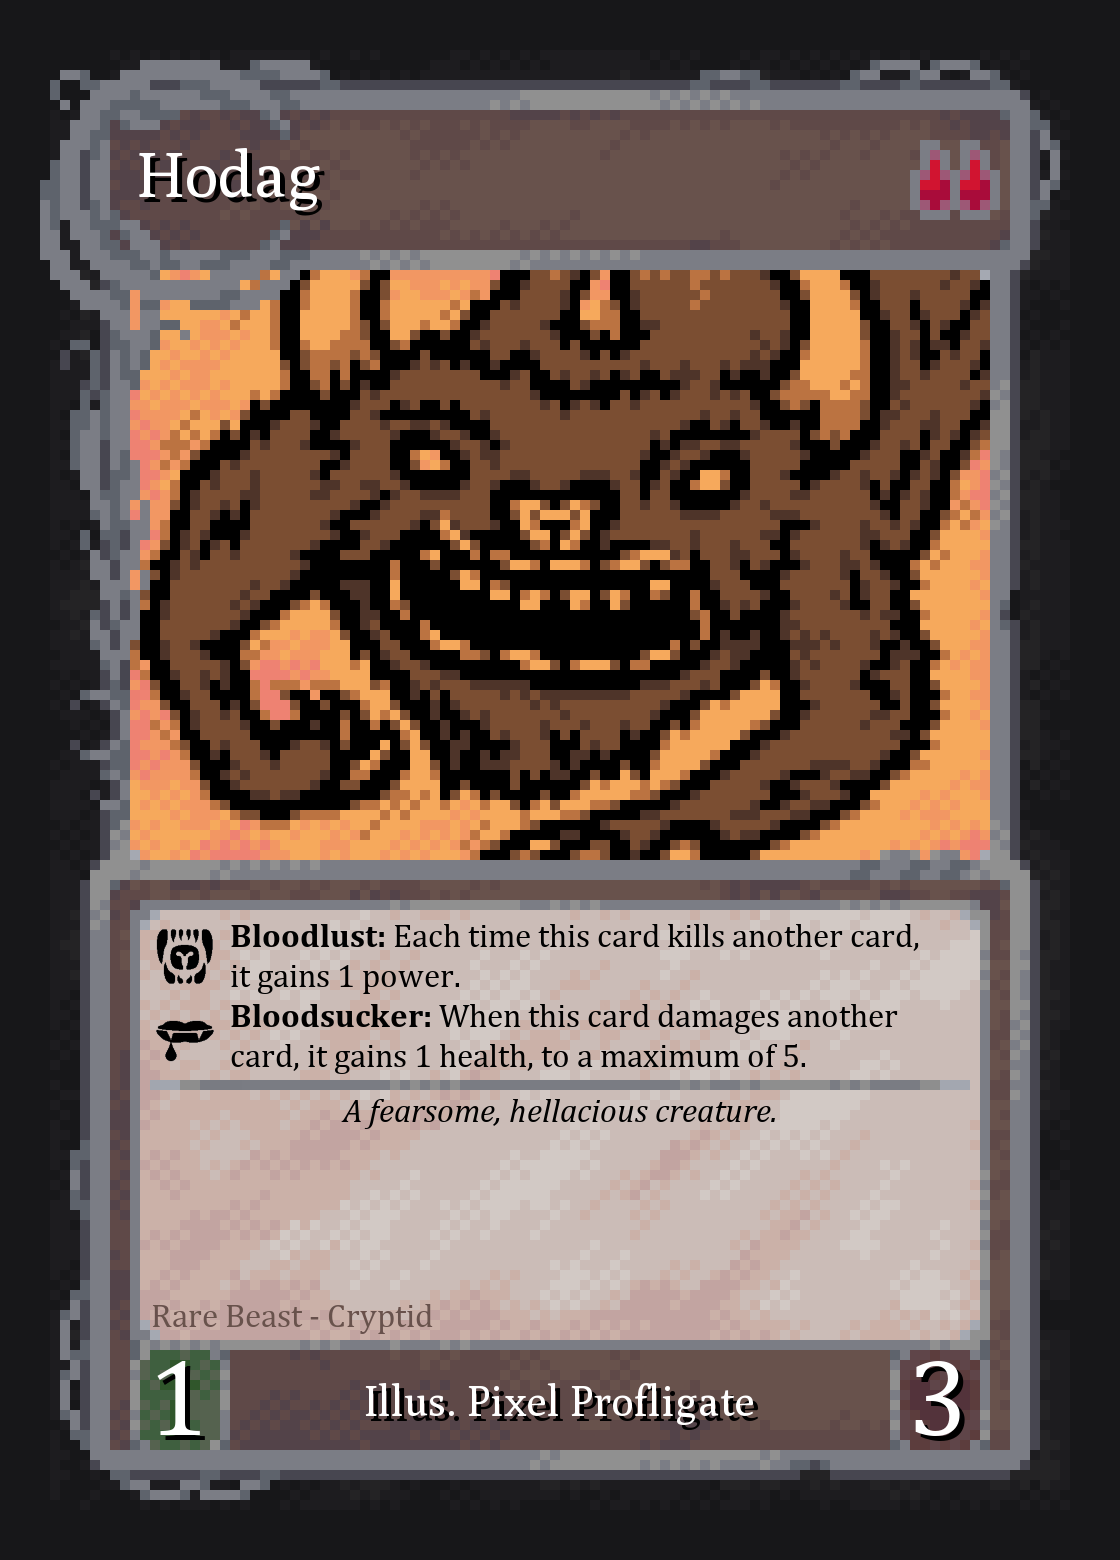 Hodag
Bloodlust: Each time this card kills another card,
it gains 1 power.
Bloodsucker: When this card damages another
card, it gains 1 health, to a maximum of 5.
A fearsome, hellacious creature.
Rare Beast - Cryptid
1
Illus. Pixel Profligate
3